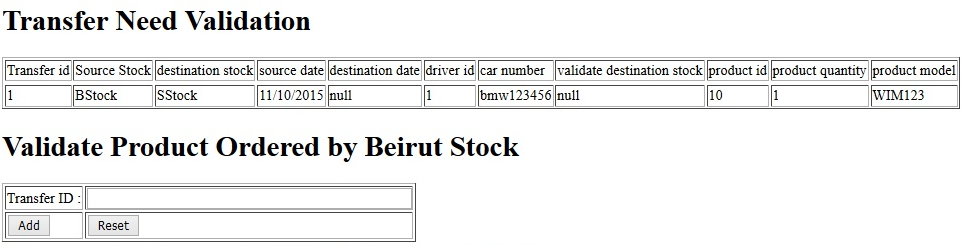 Transfer Need Validation
Transfer id Source Stock destination stock source date destination date driver id car number validate destination stock product id product quantity product model
1 BStock SStock 11/10/2015 null 1 bmw123456 null 10 1 WIM123
Validate Product Ordered by Beirut Stock
Transfer ID :
Add Reset